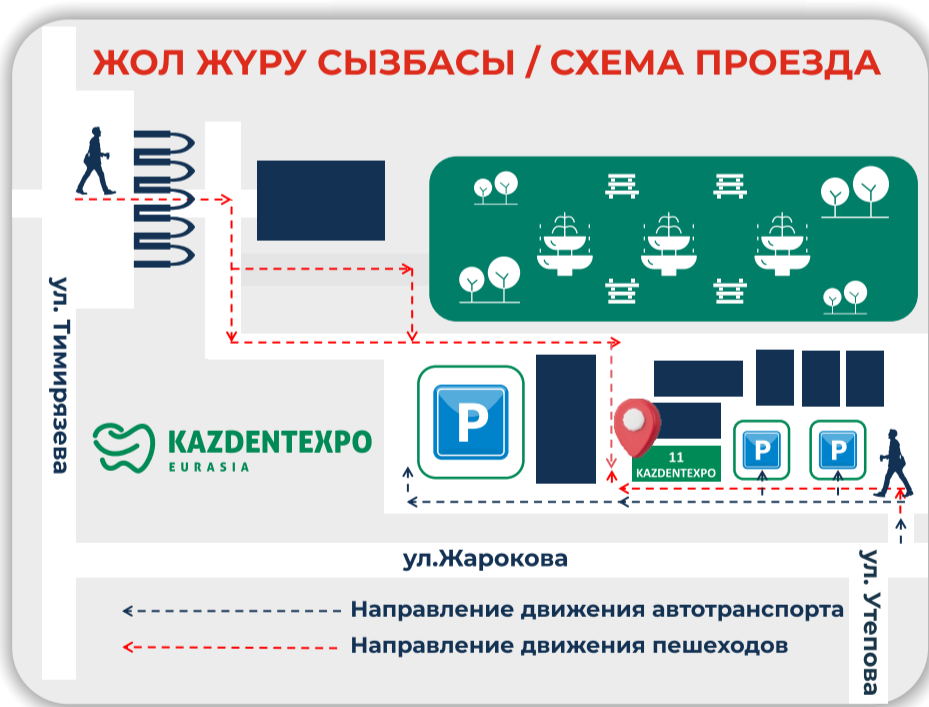 ЖОЛ ЖҮРУ СЫЗБАСЫ / СХЕМА ПРОЕЗДА
ул. Тимирязева
KAZDENTEXPO
EURASIA
P
11
KAZDENTEXPO
P
P
ул.Жарокова
ул. Утепова
Направление движения автотранспорта
Направление движения пешеходов